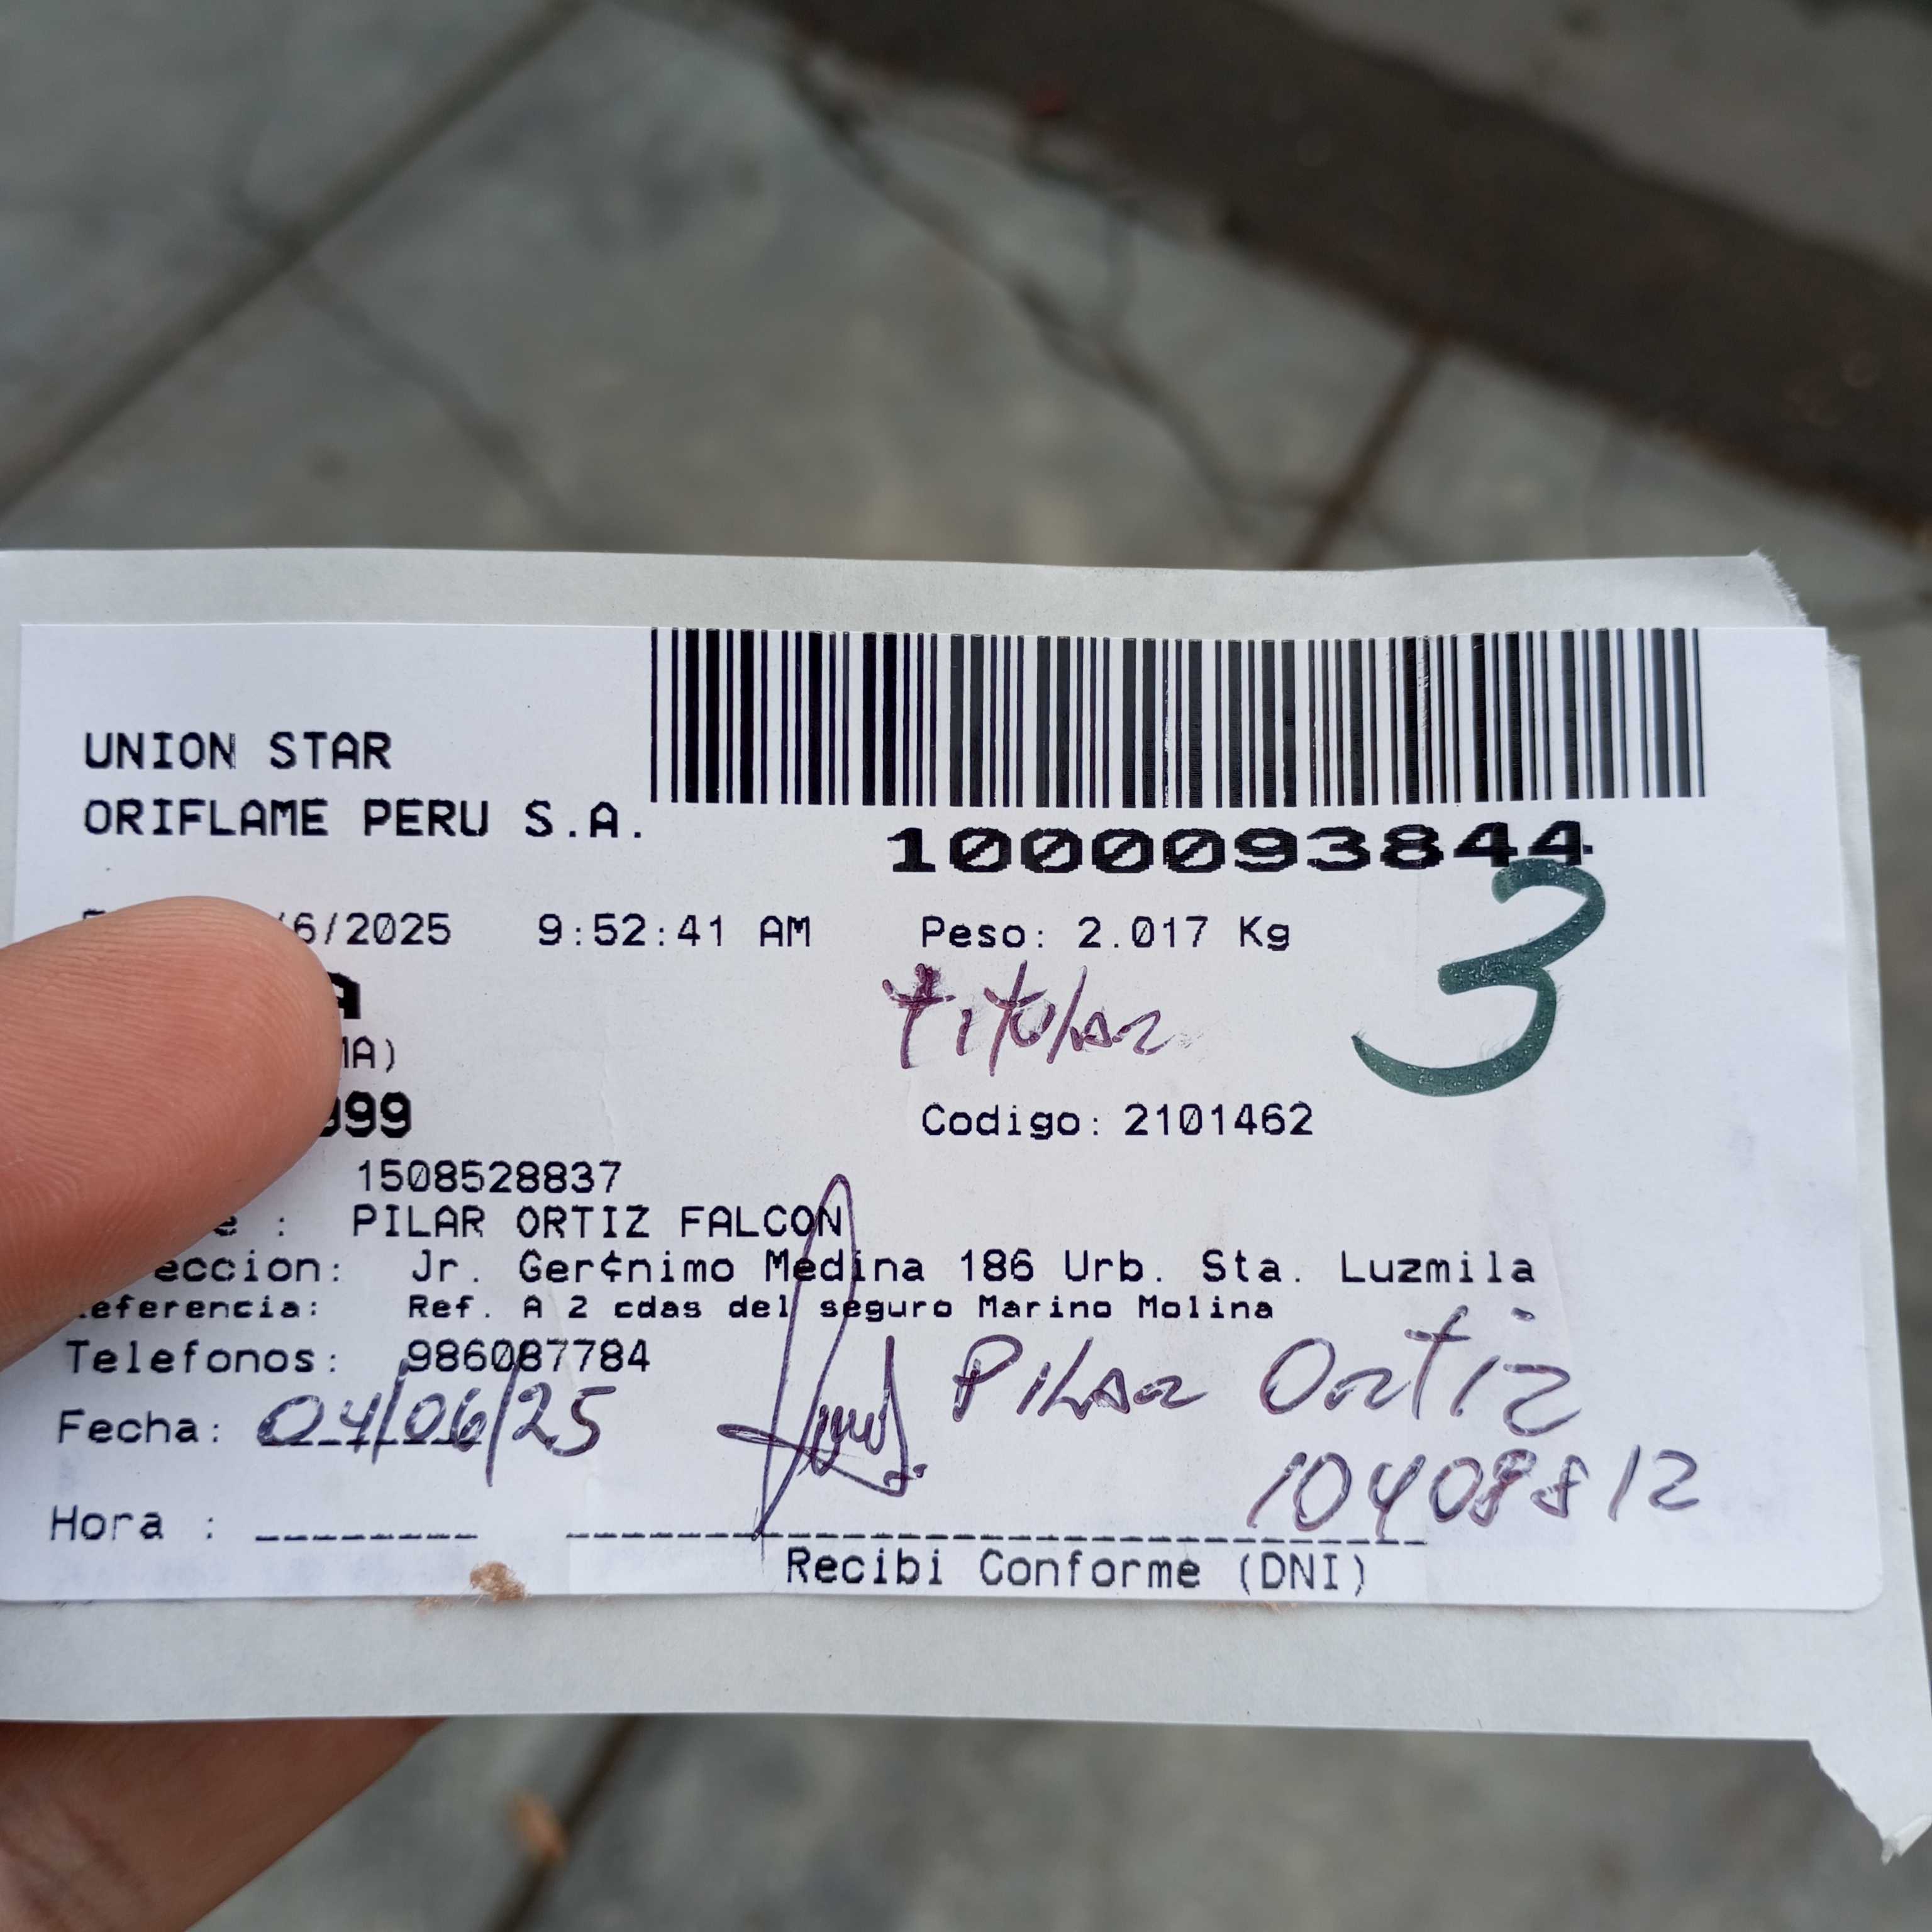 UNION STAR
ORIFLAME PERU S.A.
1000093844
3
/6/2025 9:52:41 AM Peso: 2.017 Kg
titular
Codigo: 2101462
999
1508528837
: PILAR ORTIZ FALCON
eccion: Jr. Ger¢nimo Medina 186 Urb. Sta. Luzmila
eferencia: Ref. A 2 cdas del seguro Marino Molina
Telefonos: 986087784
Pilar Ortiz
Fecha: 04/06/25
10408812
Hora :
Recibi Conforme (DNI)